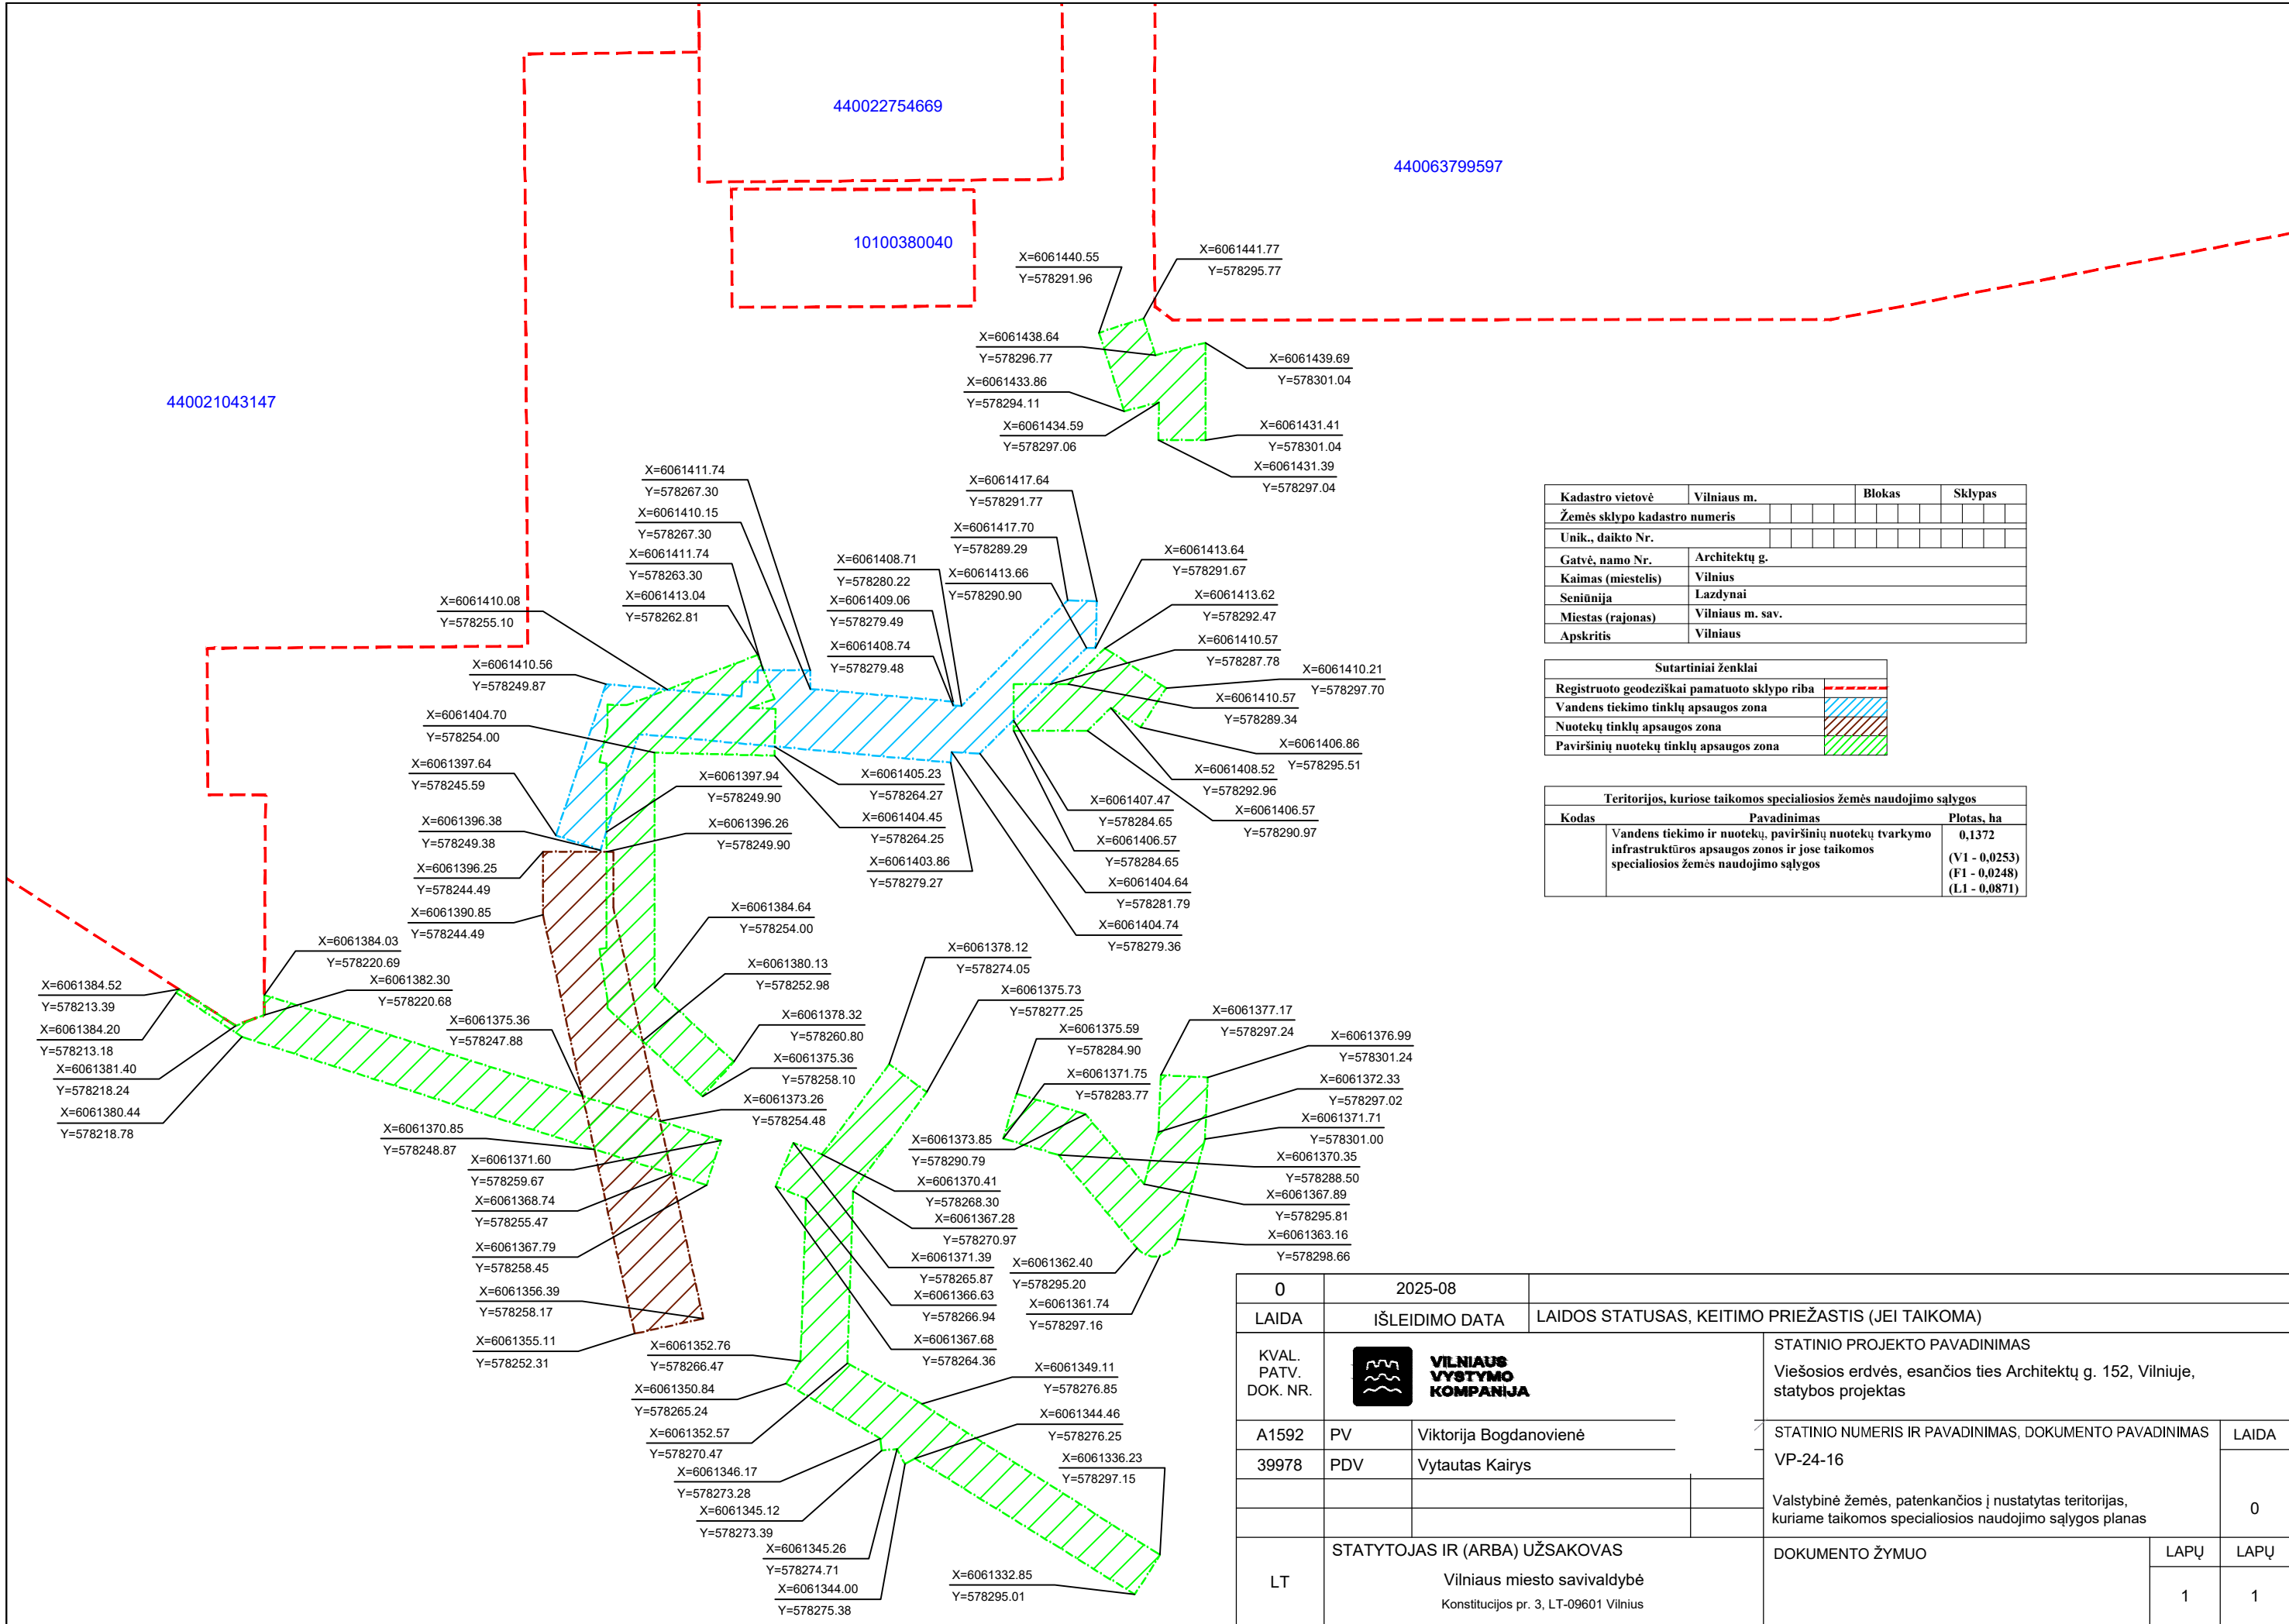 440022754669
440063799597
10100380040
440021043147
X=6061440.55
Y=578291.96
X=6061441.77
Y=578295.77
X=6061438.64
Y=578296.77
X=6061439.69
Y=578301.04
X=6061433.86
Y=578294.11
X=6061434.59
Y=578297.06
X=6061431.41
Y=578301.04
X=6061431.39
Y=578297.04
X=6061411.74
Y=578267.30
X=6061410.15
Y=578267.30
X=6061411.74
Y=578263.30
X=6061413.04
Y=578262.81
X=6061410.08
Y=578255.10
X=6061410.56
Y=578249.87
X=6061404.70
Y=578254.00
X=6061397.64
Y=578245.59
X=6061396.38
Y=578249.38
X=6061396.25
Y=578244.49
X=6061390.85
Y=578244.49
X=6061417.64
Y=578291.77
X=6061417.70
Y=578289.29
X=6061408.71
Y=578280.22
X=6061413.66
Y=578290.90
X=6061409.06
Y=578279.49
X=6061408.74
Y=578279.48
X=6061413.64
Y=578291.67
X=6061413.62
Y=578292.47
X=6061410.57
Y=578287.78
X=6061410.21
Y=578297.70
X=6061410.57
Y=578289.34
X=6061406.86
Y=578295.51
X=6061408.52
Y=578292.96
X=6061406.57
Y=578290.97
X=6061407.47
Y=578284.65
X=6061406.57
Y=578284.65
X=6061404.64
Y=578281.79
X=6061404.74
Y=578279.36
X=6061397.94
Y=578249.90
X=6061396.26
Y=578249.90
X=6061405.23
Y=578264.27
X=6061404.45
Y=578264.25
X=6061403.86
Y=578279.27
X=6061384.64
Y=578254.00
X=6061380.13
Y=578252.98
X=6061378.32
Y=578260.80
X=6061375.36
Y=578258.10
X=6061373.26
Y=578254.48
X=6061384.03
Y=578220.69
X=6061382.30
Y=578220.68
X=6061384.52
Y=578213.39
X=6061384.20
Y=578213.18
X=6061381.40
Y=578218.24
X=6061380.44
Y=578218.78
X=6061375.36
Y=578247.88
X=6061370.85
Y=578248.87
X=6061371.60
Y=578259.67
X=6061368.74
Y=578255.47
X=6061367.79
Y=578258.45
X=6061356.39
Y=578258.17
X=6061355.11
Y=578252.31
X=6061378.12
Y=578274.05
X=6061375.73
Y=578277.25
X=6061375.59
Y=578284.90
X=6061371.75
Y=578283.77
X=6061377.17
Y=578297.24
X=6061376.99
Y=578301.24
X=6061372.33
Y=578297.02
X=6061371.71
Y=578301.00
X=6061370.35
Y=578288.50
X=6061367.89
Y=578295.81
X=6061363.16
Y=578298.66
X=6061373.85
Y=578290.79
X=6061370.41
Y=578268.30
X=6061367.28
Y=578270.97
X=6061371.39
Y=578265.87
X=6061366.63
Y=578266.94
X=6061367.68
Y=578264.36
X=6061362.40
Y=578295.20
X=6061361.74
Y=578297.16
X=6061352.76
Y=578266.47
X=6061350.84
Y=578265.24
X=6061352.57
Y=578270.47
X=6061346.17
Y=578273.28
X=6061345.12
Y=578273.39
X=6061345.26
Y=578274.71
X=6061344.00
Y=578275.38
X=6061349.11
Y=578276.85
X=6061344.46
Y=578276.25
X=6061336.23
Y=578297.15
X=6061332.85
Y=578295.01
Kadastro vietovė Vilniaus m. Blokas Sklypas
Žemės sklypo kadastro numeris
Unik., daikto Nr.
Gatvė, namo Nr. Architektų g.
Kaimas (miestelis) Vilnius
Seniūnija Lazdynai
Miestas (rajonas) Vilniaus m. sav.
Apskritis Vilniaus
Sutartiniai ženklai
Registruoto geodeziškai pamatuoto sklypo riba
Vandens tiekimo tinklų apsaugos zona
Nuotekų tinklų apsaugos zona
Paviršinių nuotekų tinklų apsaugos zona
Teritorijos, kuriose taikomos specialiosios žemės naudojimo sąlygos
Kodas Pavadinimas Plotas, ha
Vandens tiekimo ir nuotekų, paviršinių nuotekų tvarkymo 0,1372
infrastruktūros apsaugos zonos ir jose taikomos
specialiosios žemės naudojimo sąlygos
(V1 - 0,0253)
(F1 - 0,0248)
(L1 - 0,0871)
0 2025-08
LAIDA IŠLEIDIMO DATA LAIDOS STATUSAS, KEITIMO PRIEŽASTIS (JEI TAIKOMA)
KVAL.
PATV.
DOK. NR.
VILNIAUS
VYSTYMO
KOMPANIJA
STATINIO PROJEKTO PAVADINIMAS
Viešosios erdvės, esančios ties Architektų g. 152, Vilniuje,
statybos projektas
A1592 PV Viktorija Bogdanovienė
39978 PDV Vytautas Kairys
STATINIO NUMERIS IR PAVADINIMAS, DOKUMENTO PAVADINIMAS LAIDA
VP-24-16
Valstybinė žemės, patenkančios į nustatytas teritorijas,
kuriame taikomos specialiosios naudojimo sąlygos planas
0
LT
STATYTOJAS IR (ARBA) UŽSAKOVAS
Vilniaus miesto savivaldybė
Konstitucijos pr. 3, LT-09601 Vilnius
DOKUMENTO ŽYMUO LAPŲ LAPŲ
1 1